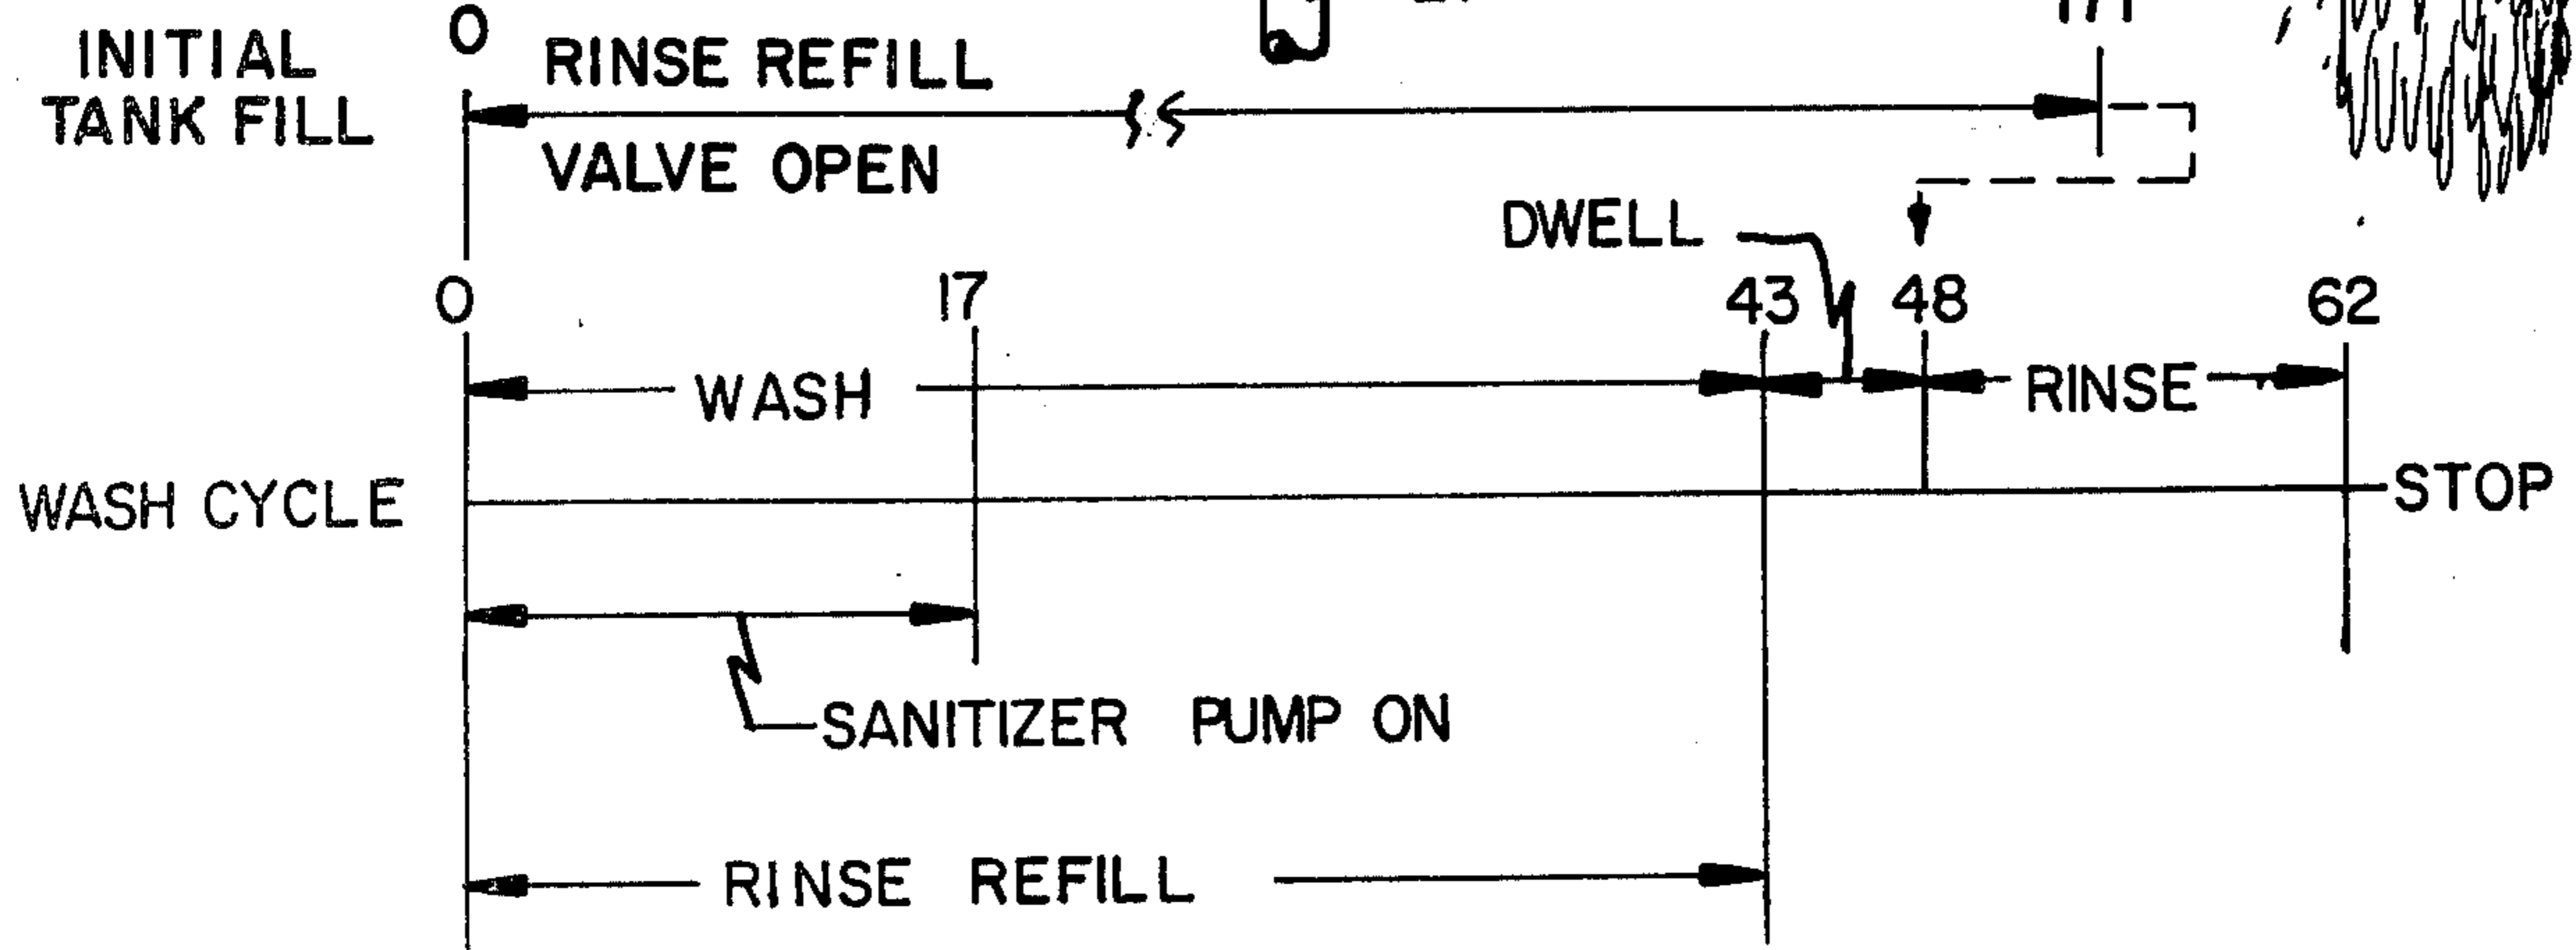 0
INITIAL
TANK FILL
RINSE REFILL
VALVE OPEN
DWELL
0 17 43 48 62
WASH
RINSE
WASH CYCLE
STOP
SANITIZER PUMP ON
RINSE REFILL